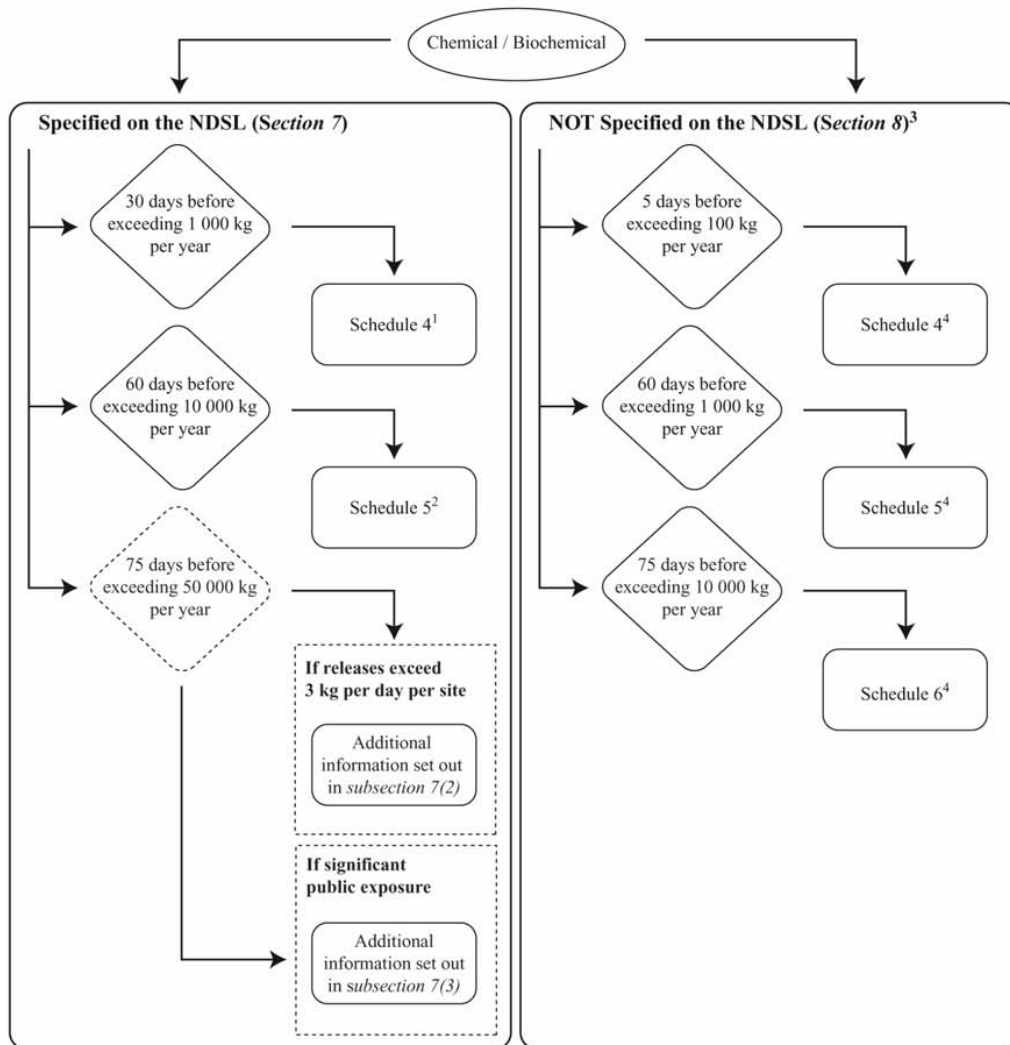 Chemical / Biochemical
Specified on the NDSL (Section 7)
30 days before
exceeding 1 000 kg
per year
Schedule 4¹
60 days before
exceeding 10 000 kg
per year
Schedule 5²
75 days before
exceeding 50 000 kg
per year
If releases exceed
3 kg per day per site
Additional
information set out
in subsection 7(2)
If significant
public exposure
Additional
information set out
in subsection 7(3)
NOT Specified on the NDSL (Section 8)³
5 days before
exceeding 100 kg
per year
Schedule 4⁴
60 days before
exceeding 1 000 kg
per year
Schedule 5⁴
75 days before
exceeding 10 000 kg
per year
Schedule 6⁴